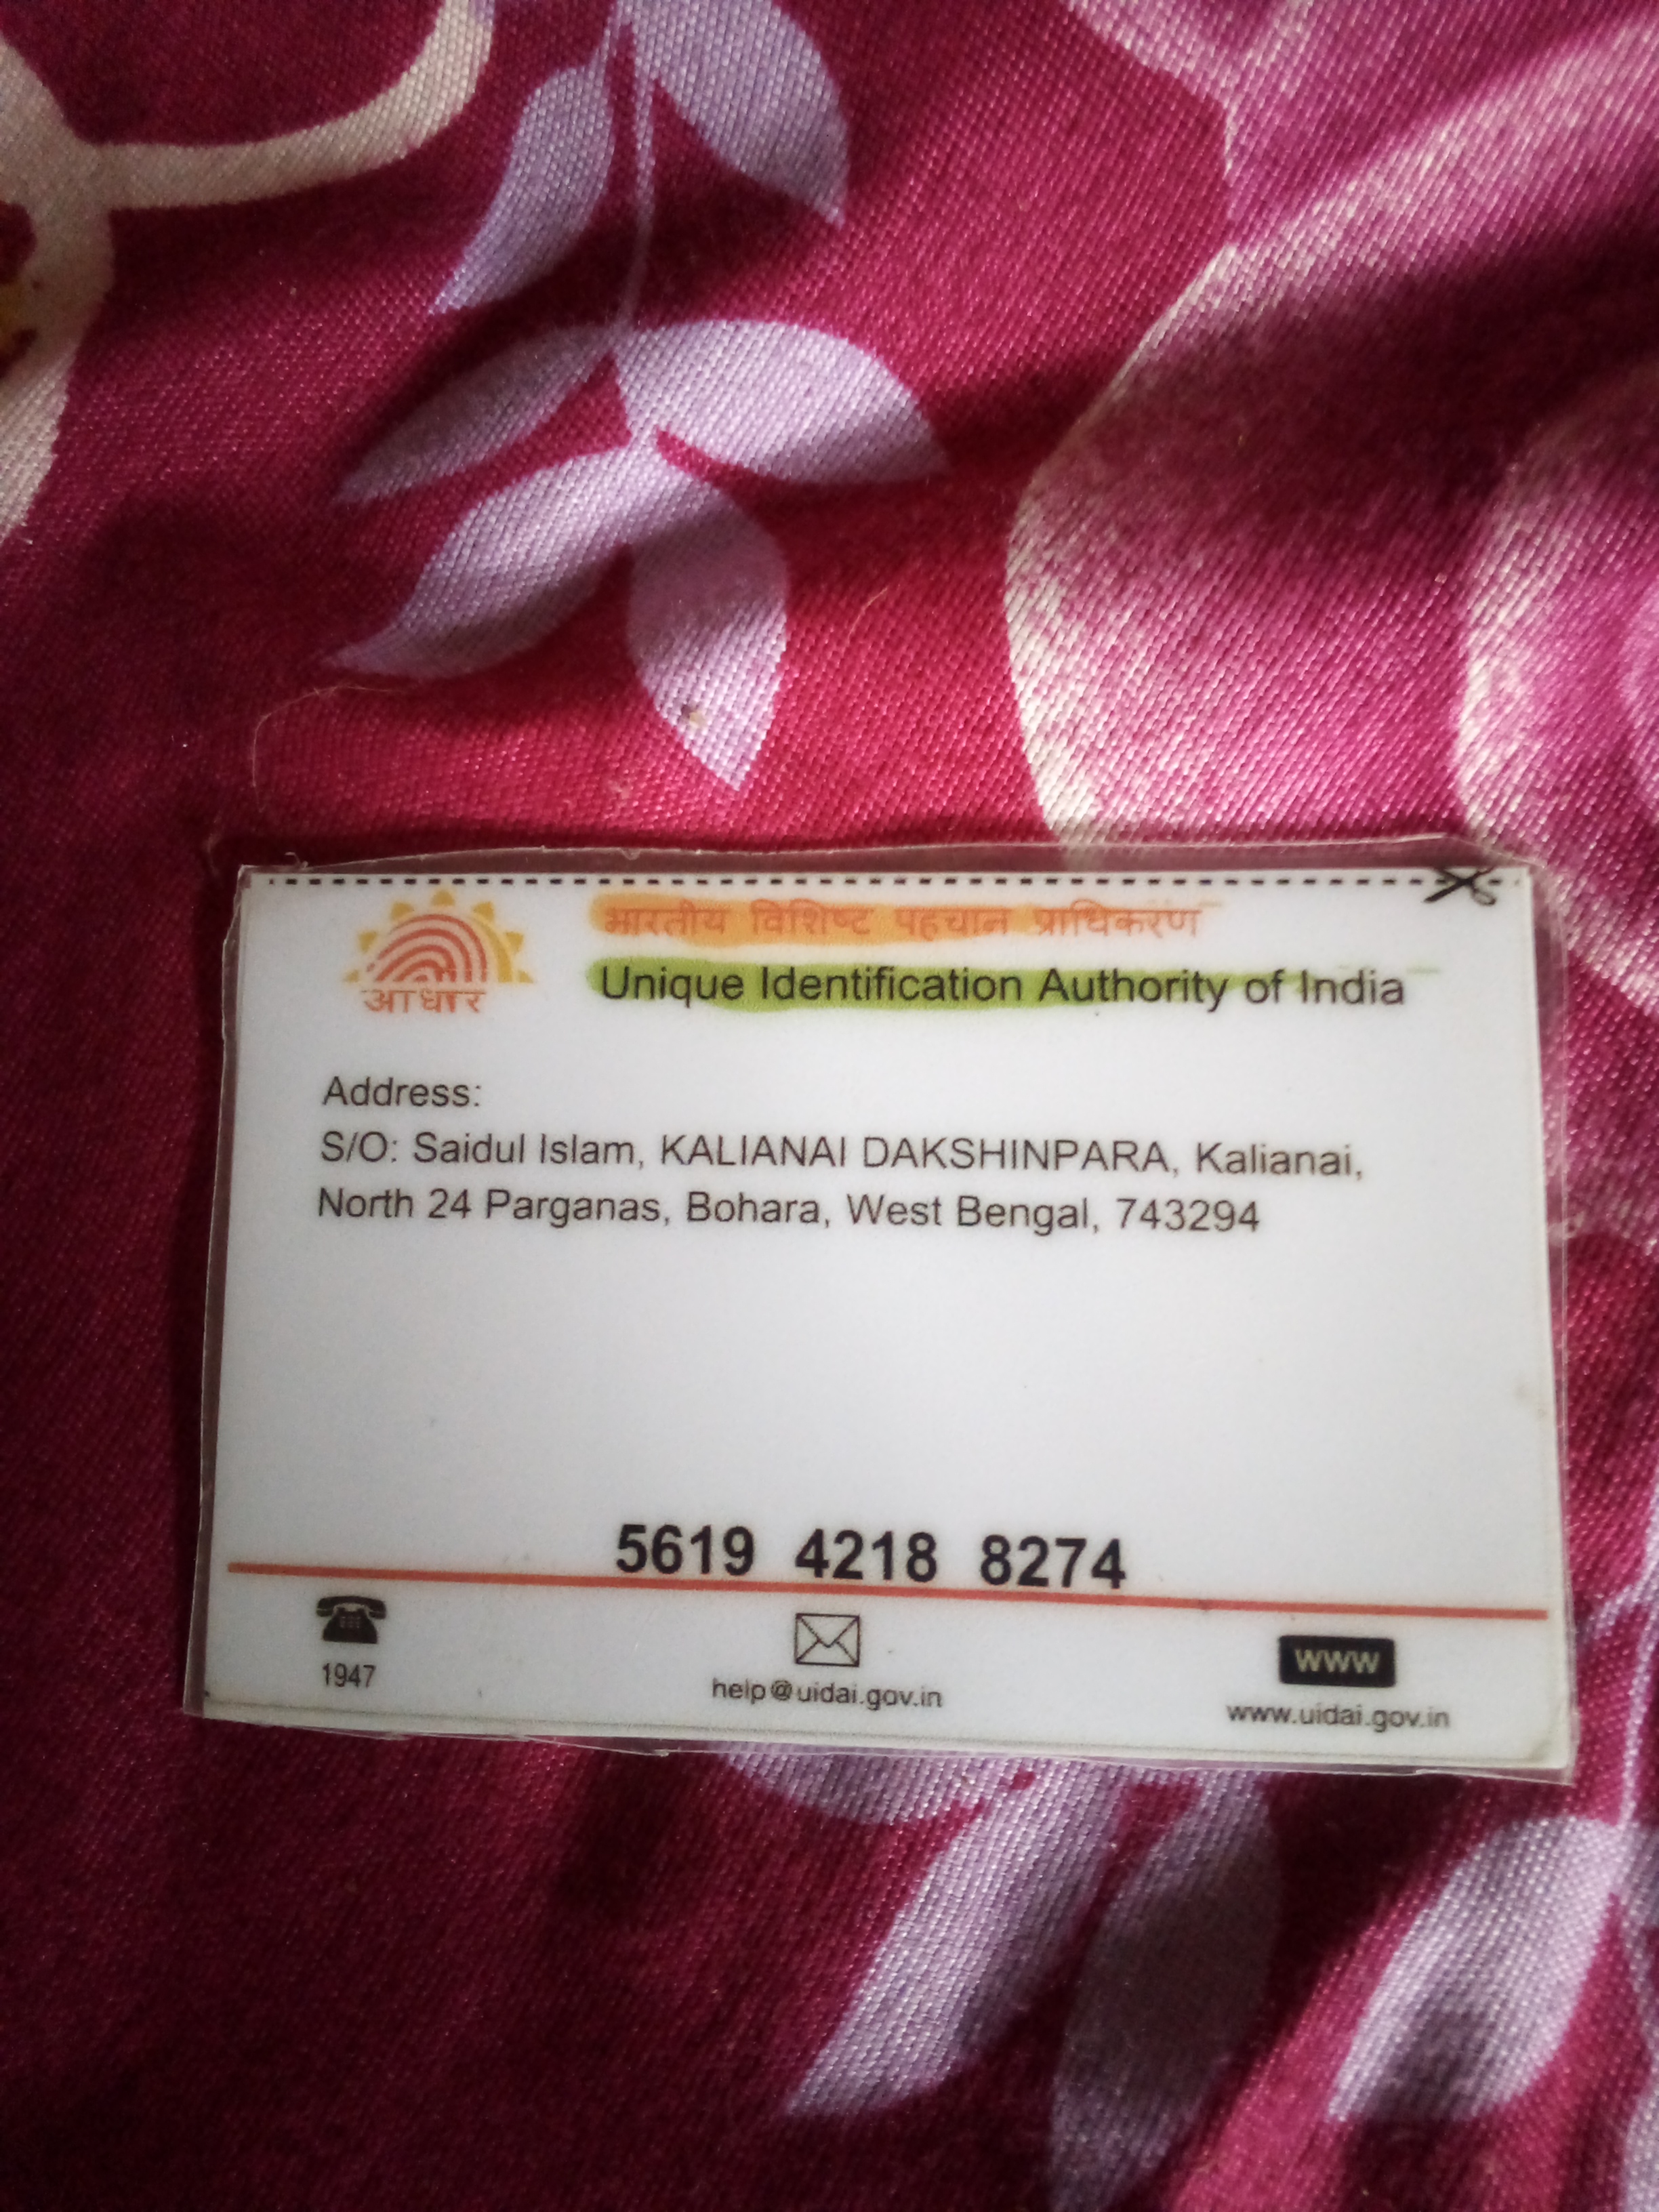 भारतीय विशिष्ट पहचान प्राधिकरण
Unique Identification Authority of India
आधार
Address:
S/O: Saidul Islam, KALIANAI DAKSHINPARA, Kalianai,
North 24 Parganas, Bohara, West Bengal, 743294
5619 4218 8274
1947
help@uidai.gov.in
www
www.uidai.gov.in